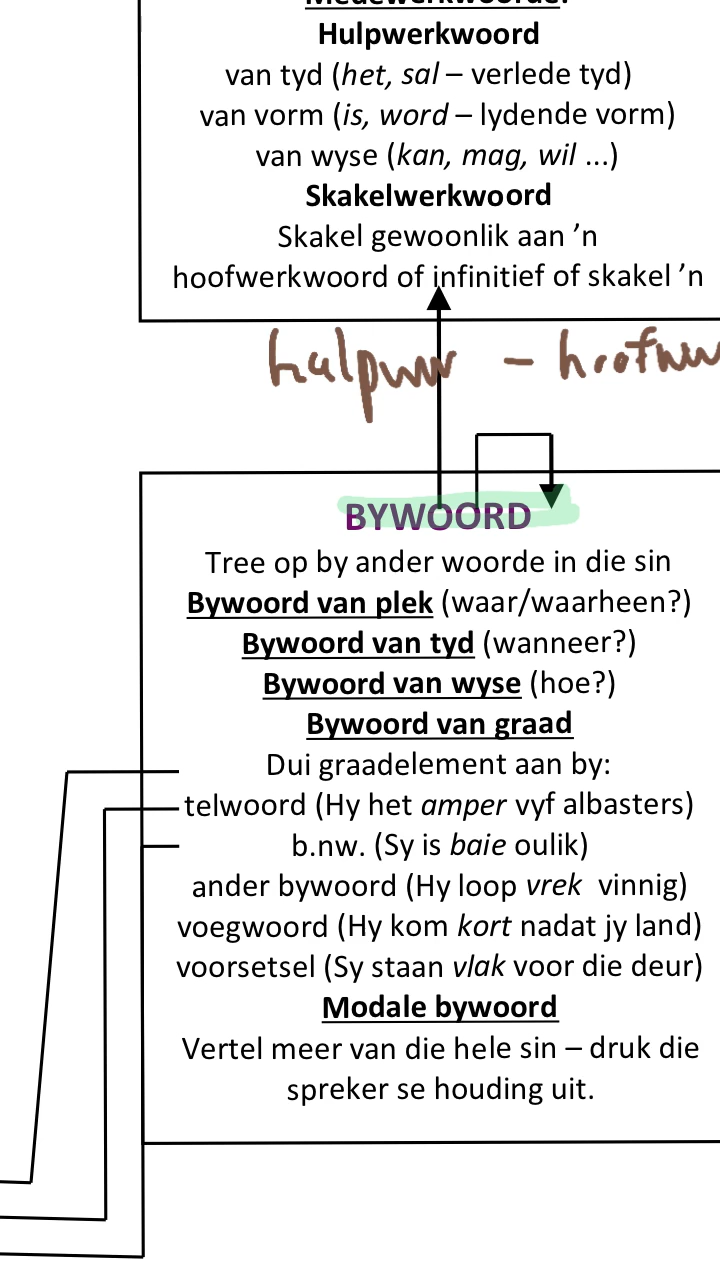 Medewerkwoorde:
Hulpwerkwoord
van tyd (het, sal – verlede tyd)
van vorm (is, word – lydende vorm)
van wyse (kan, mag, wil ...)
Skakelwerkwoord
Skakel gewoonlik aan ’n
hoofwerkwoord of infinitief of skakel ’n
hulpww – hoofww
BYWOORD
Tree op by ander woorde in die sin
Bywoord van plek (waar/waarheen?)
Bywoord van tyd (wanneer?)
Bywoord van wyse (hoe?)
Bywoord van graad
Dui graadelement aan by:
telwoord (Hy het amper vyf albasters)
b.nw. (Sy is baie oulik)
ander bywoord (Hy loop vrek vinnig)
voegwoord (Hy kom kort nadat jy land)
voorsetsel (Sy staan vlak voor die deur)
Modale bywoord
Vertel meer van die hele sin – druk die
spreker se houding uit.